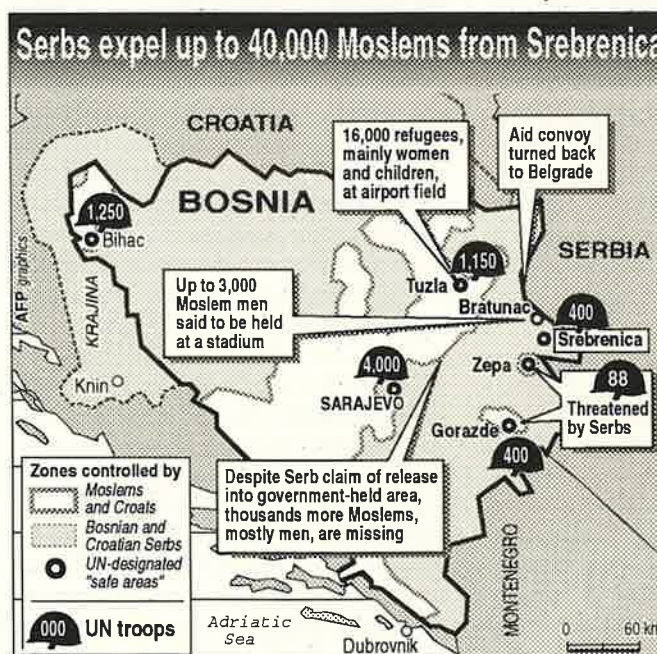 Serbs expel up to 40,000 Moslems from Srebrenica
CROATIA
16,000 refugees,
mainly women
and children,
at airport field
Aid convoy
turned back
to Belgrade
BOSNIA
SERBIA
1,250
Bihac
AFP graphics
KRAJINA
1,150
Tuzla
Up to 3,000
Moslem men
said to be held
at a stadium
Bratunac
400
Srebrenica
Knin
4,000
SARAJEVO
Zepa
88
Threatened
by Serbs
Gorazde
400
Despite Serb claim of release
into government-held area,
thousands more Moslems,
mostly men, are missing
Zones controlled by
Moslems
and Croats
Bosnian and
Croatian Serbs
UN-designated
"safe areas"
000 UN troops
Adriatic
Sea
Dubrovnik
MONTENEGRO
0 60 km